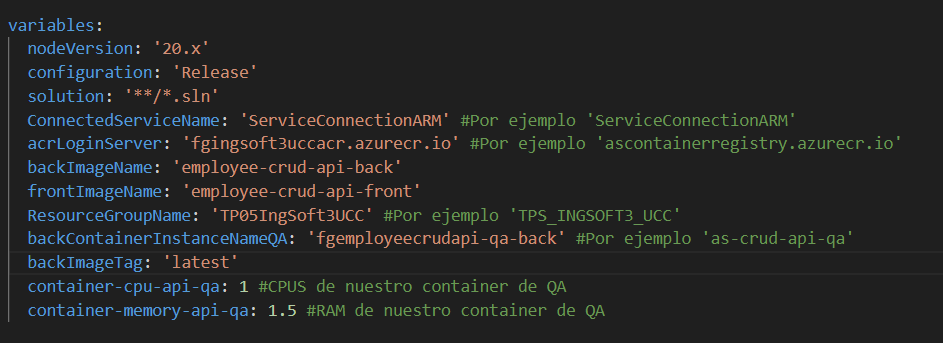 variables:
nodeVersion: '20.x'
configuration: 'Release'
solution: '**/*.sln'
ConnectedServiceName: 'ServiceConnectionARM' #Por ejemplo 'ServiceConnectionARM'
acrLoginServer: 'fgingsoft3uccacr.azurecr.io' #Por ejemplo 'ascontainerregistry.azurecr.io'
backImageName: 'employee-crud-api-back'
frontImageName: 'employee-crud-api-front'
ResourceGroupName: 'TP05IngSoft3UCC' #Por ejemplo 'TPS_INGSOFT3_UCC'
backContainerInstanceNameQA: 'fgemployeecrudapi-qa-back' #Por ejemplo 'as-crud-api-qa'
backImageTag: 'latest'
container-cpu-api-qa: 1 #CPUS de nuestro container de QA
container-memory-api-qa: 1.5 #RAM de nuestro container de QA